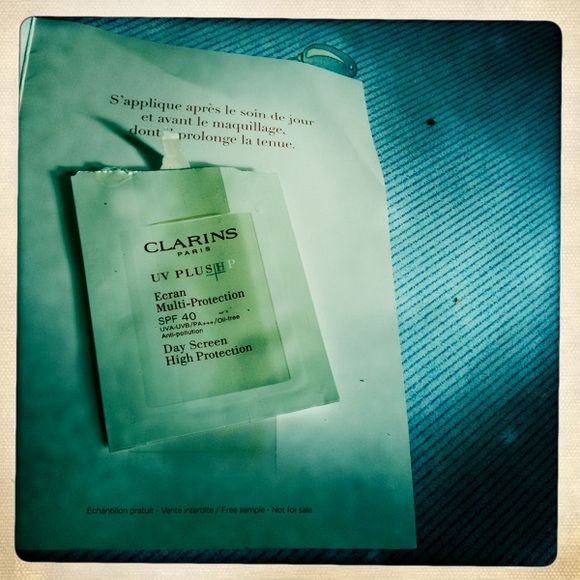 S'applique après le soin de jour
et avant le maquillage,
dont prolonge la tenue.
CLARINS
PARIS
UV PLUS HP
Ecran
Multi-Protection
SPF 40
UVA-UVB/PA+++/Oil-free
Anti-pollution
Day Screen
High Protection
Echantillon gratuit - Vente interdite / Free sample - Not for sale